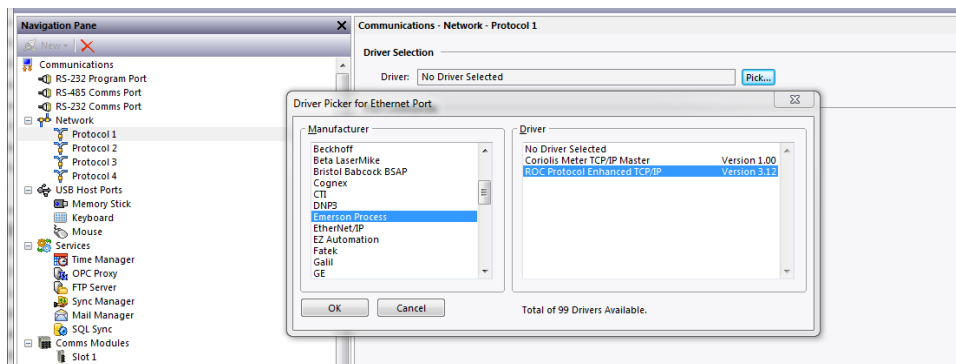 Navigation Pane
New
Communications
RS-232 Program Port
RS-485 Comms Port
RS-232 Comms Port
Network
Protocol 1
Protocol 2
Protocol 3
Protocol 4
USB Host Ports
Memory Stick
Keyboard
Mouse
Services
Time Manager
OPC Proxy
FTP Server
Sync Manager
Mail Manager
SQL Sync
Comms Modules
Slot 1
Communications - Network - Protocol 1
Driver Selection
Driver: No Driver Selected Pick...
Driver Picker for Ethernet Port
Manufacturer
Beckhoff
Beta LaserMike
Bristol Babcock BSAP
Cognex
CTI
DNP3
Emerson Process
EtherNet/IP
EZ Automation
Fatek
Galil
GE
Driver
No Driver Selected
Coriolis Meter TCP/IP Master Version 1.00
ROC Protocol Enhanced TCP/IP Version 3.12
OK Cancel Total of 99 Drivers Available.